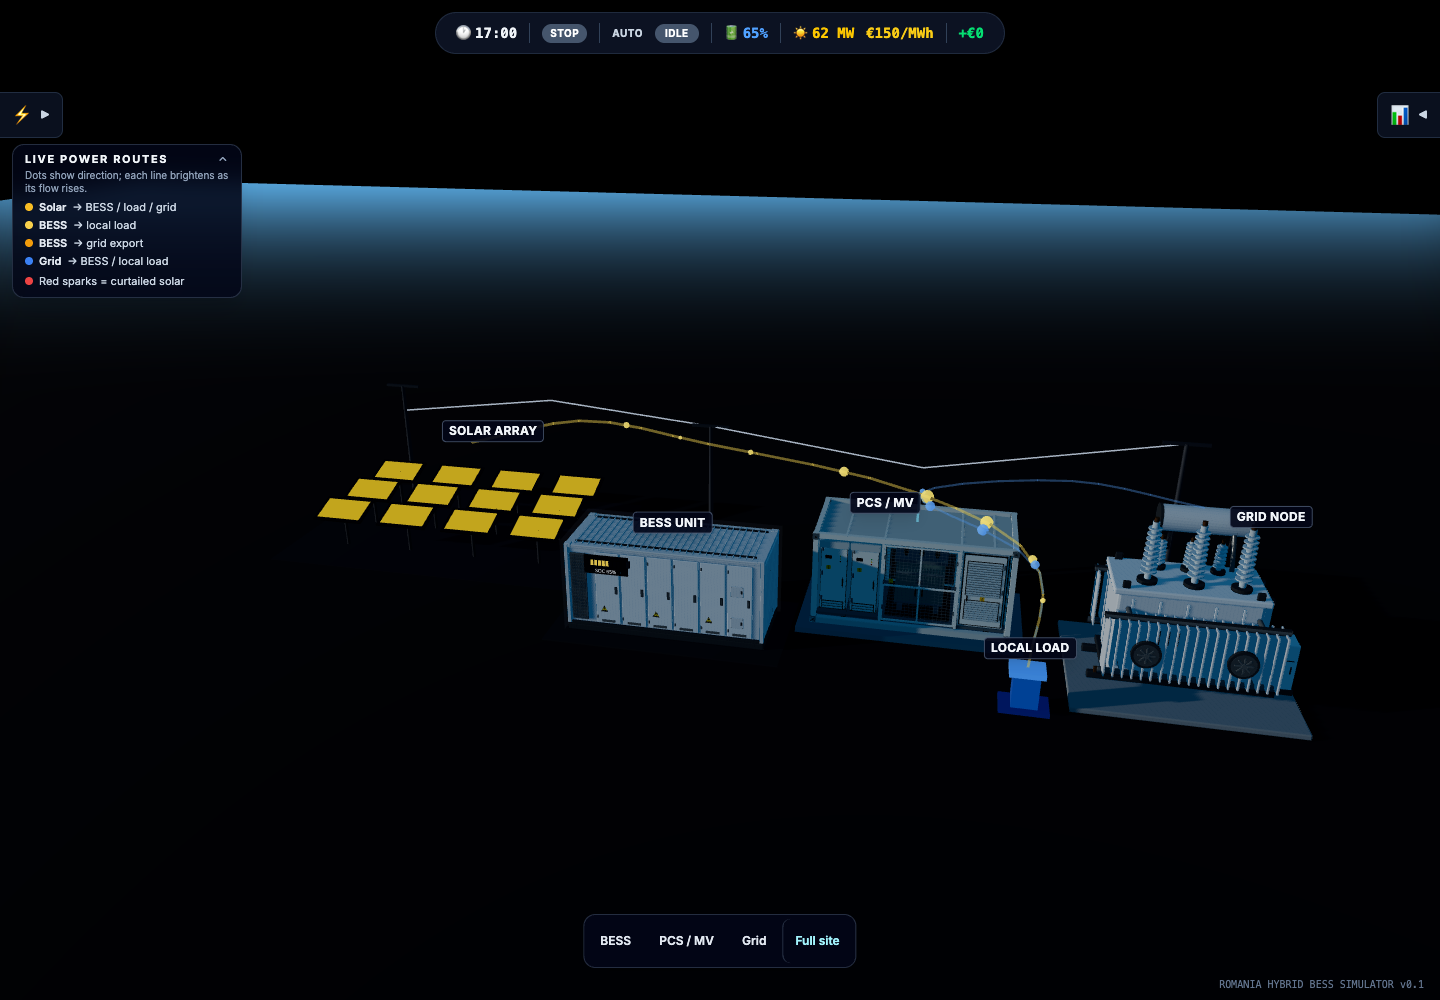 17:00 STOP AUTO IDLE 65% 62 MW €150/MWh +€0
LIVE POWER ROUTES
Dots show direction; each line brightens as
its flow rises.
Solar → BESS / load / grid
BESS → local load
BESS → grid export
Grid → BESS / local load
Red sparks = curtailed solar
SOLAR ARRAY
BESS UNIT
PCS / MV
GRID NODE
SOC 65%
LOCAL LOAD
BESS PCS / MV Grid Full site
ROMANIA HYBRID BESS SIMULATOR v0.1